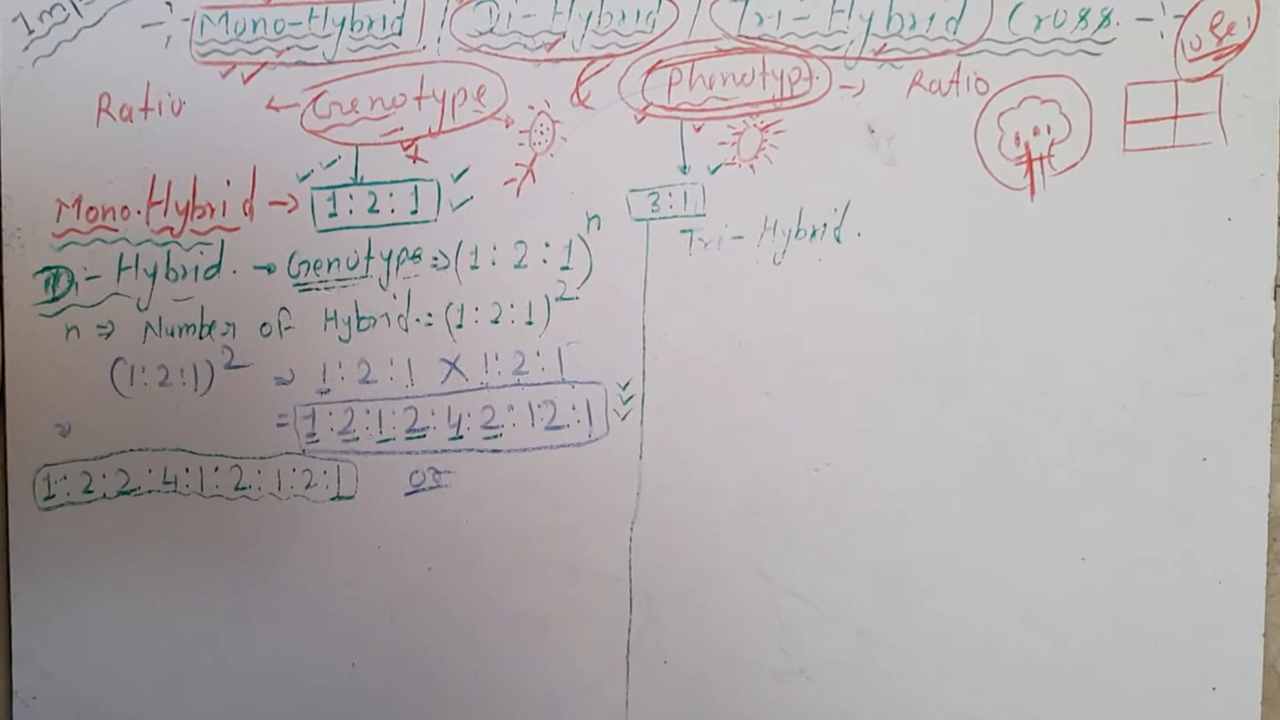 Imp -:- Mono-Hybrid / Di-Hybrid / Tri-Hybrid Cross. -:-
Ratio ← Genotype & Phenotypt. → Ratio
Mono.Hybrid → 1:2:1
3:1
Di-Hybrid. → Genotype ⇒ (1:2:1)ⁿ
Tri-Hybrid.
n ⇒ Number of Hybrid.: (1:2:1)²
(1:2:1)² ⇒ 1:2:1 X 1:2:1
= 1:2:1:2:4:2:12:1
1:2:2:4:1:2:1:2:1 or